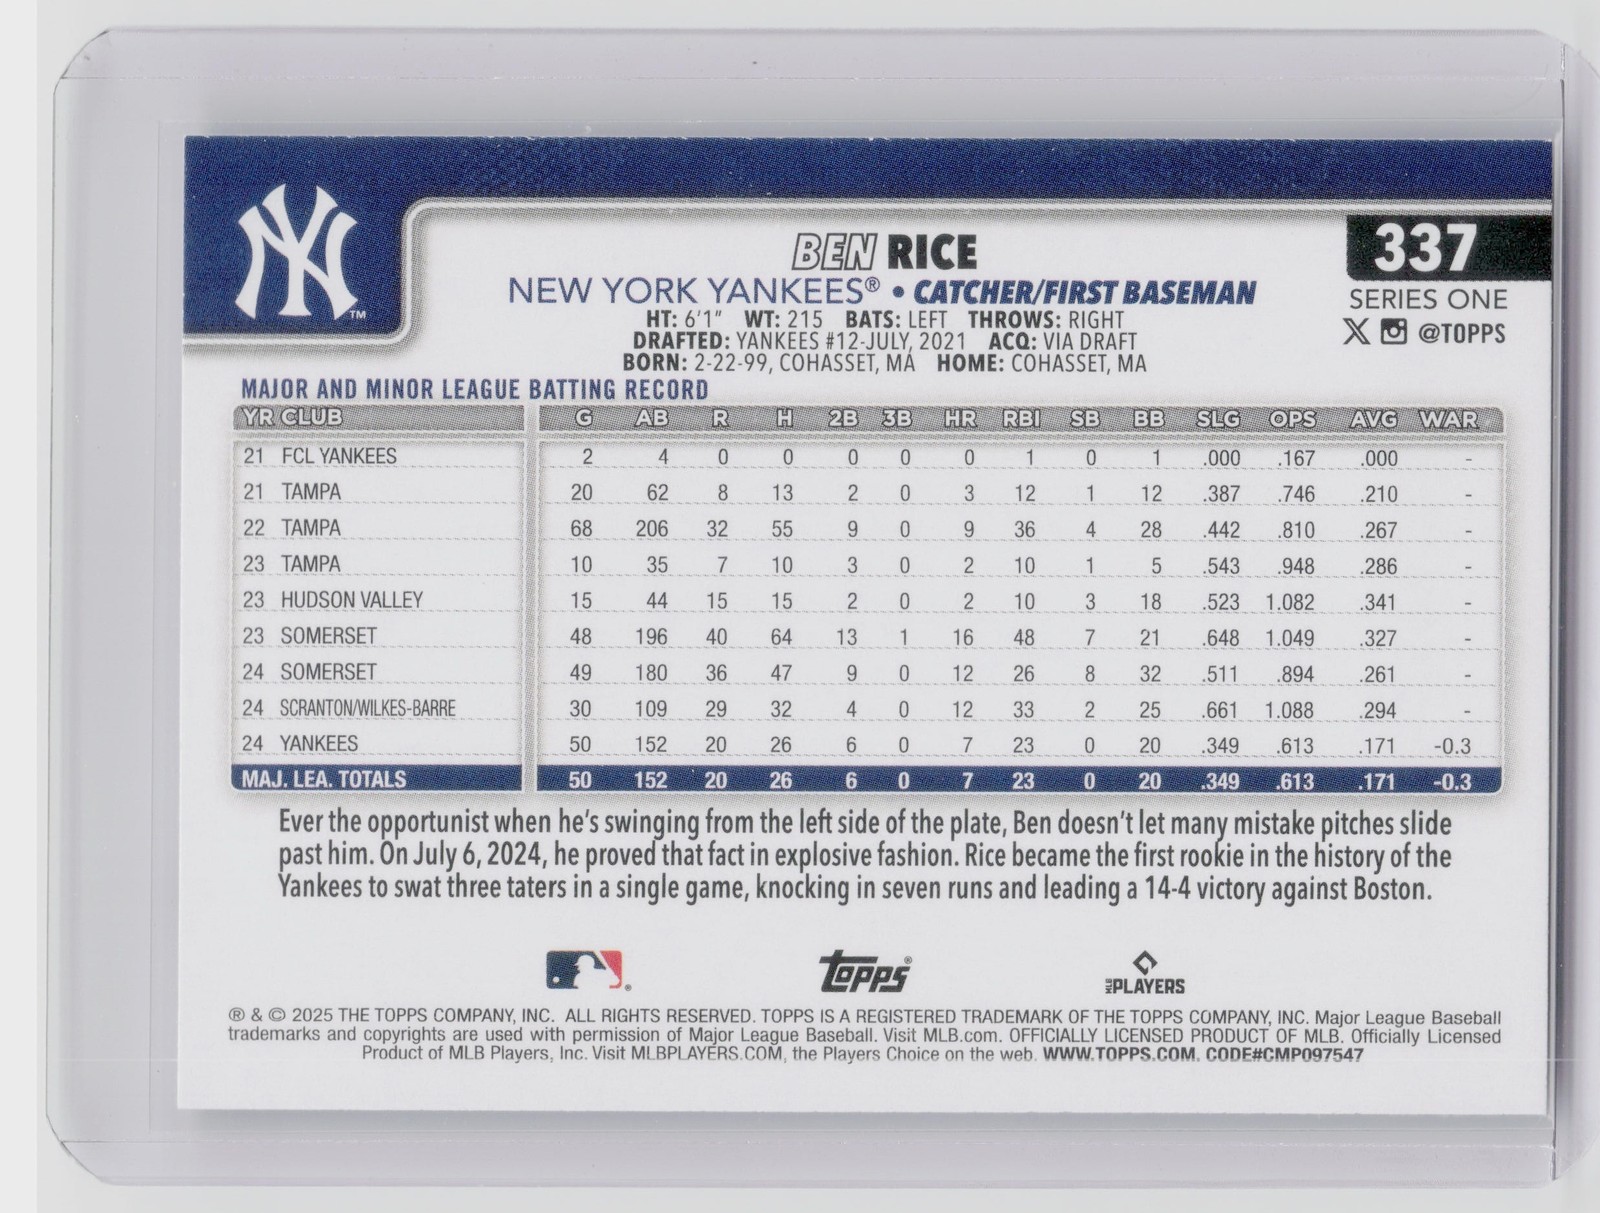 NY
TM
BEN RICE
337
NEW YORK YANKEES® • CATCHER/FIRST BASEMAN
SERIES ONE
HT: 6'1" WT: 215 BATS: LEFT THROWS: RIGHT
X @TOPPS
DRAFTED: YANKEES #12-JULY, 2021 ACQ: VIA DRAFT
BORN: 2-22-99, COHASSET, MA HOME: COHASSET, MA
MAJOR AND MINOR LEAGUE BATTING RECORD
YR CLUB G AB R H 2B 3B HR RBI SB BB SLG OPS AVG WAR
21 FCL YANKEES 2 4 0 0 0 0 0 1 0 1 .000 .167 .000 -
21 TAMPA 20 62 8 13 2 0 3 12 1 12 .387 .746 .210 -
22 TAMPA 68 206 32 55 9 0 9 36 4 28 .442 .810 .267 -
23 TAMPA 10 35 7 10 3 0 2 10 1 5 .543 .948 .286 -
23 HUDSON VALLEY 15 44 15 15 2 0 2 10 3 18 .523 1.082 .341 -
23 SOMERSET 48 196 40 64 13 1 16 48 7 21 .648 1.049 .327 -
24 SOMERSET 49 180 36 47 9 0 12 26 8 32 .511 .894 .261 -
24 SCRANTON/WILKES-BARRE 30 109 29 32 4 0 12 33 2 25 .661 1.088 .294 -
24 YANKEES 50 152 20 26 6 0 7 23 0 20 .349 .613 .171 -0.3
MAJ. LEA. TOTALS 50 152 20 26 6 0 7 23 0 20 .349 .613 .171 -0.3
Ever the opportunist when he's swinging from the left side of the plate, Ben doesn't let many mistake pitches slide
past him. On July 6, 2024, he proved that fact in explosive fashion. Rice became the first rookie in the history of the
Yankees to swat three taters in a single game, knocking in seven runs and leading a 14-4 victory against Boston.
Topps®
MLB PLAYERS
® & © 2025 THE TOPPS COMPANY, INC. ALL RIGHTS RESERVED. TOPPS IS A REGISTERED TRADEMARK OF THE TOPPS COMPANY, INC. Major League Baseball
trademarks and copyrights are used with permission of Major League Baseball. Visit MLB.com. OFFICIALLY LICENSED PRODUCT OF MLB. Officially Licensed
Product of MLB Players, Inc. Visit MLBPLAYERS.COM, the Players Choice on the web. WWW.TOPPS.COM. CODE#CMP097547